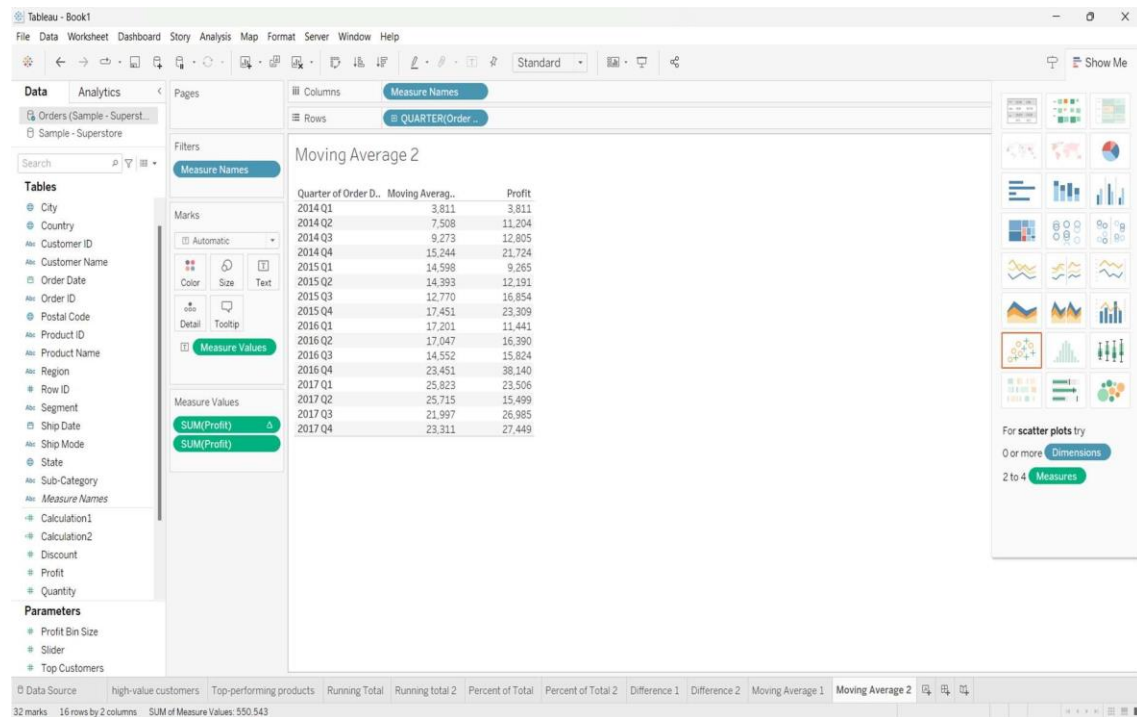 Tableau - Book1
File Data Worksheet Dashboard Story Analysis Map Format Server Window Help
Standard
Show Me
Data Analytics
Orders (Sample - Superst...
Sample - Superstore
Search
Tables
City
Country
Abc Customer ID
Abc Customer Name
Order Date
Abc Order ID
Postal Code
Abc Product ID
Abc Product Name
Abc Region
# Row ID
Abc Segment
Ship Date
Abc Ship Mode
State
Abc Sub-Category
Abc Measure Names
=# Calculation1
=# Calculation2
# Discount
# Profit
# Quantity
Parameters
# Profit Bin Size
# Slider
# Top Customers
Pages
Filters
Measure Names
Marks
Automatic
Color Size Text
Detail Tooltip
Measure Values
Measure Values
SUM(Profit) Δ
SUM(Profit)
Columns Measure Names
Rows QUARTER(Order ..
Moving Average 2
Quarter of Order D.. Moving Averag.. Profit
2014 Q1 3,811 3,811
2014 Q2 7,508 11,204
2014 Q3 9,273 12,805
2014 Q4 15,244 21,724
2015 Q1 14,598 9,265
2015 Q2 14,393 12,191
2015 Q3 12,770 16,854
2015 Q4 17,451 23,309
2016 Q1 17,201 11,441
2016 Q2 17,047 16,390
2016 Q3 14,552 15,824
2016 Q4 23,451 38,140
2017 Q1 25,823 23,506
2017 Q2 25,715 15,499
2017 Q3 21,997 26,985
2017 Q4 23,311 27,449
For scatter plots try
0 or more Dimensions
2 to 4 Measures
Data Source high-value customers Top-performing products Running Total Running total 2 Percent of Total Percent of Total 2 Difference 1 Difference 2 Moving Average 1 Moving Average 2
32 marks 16 rows by 2 columns SUM of Measure Values: 550,543